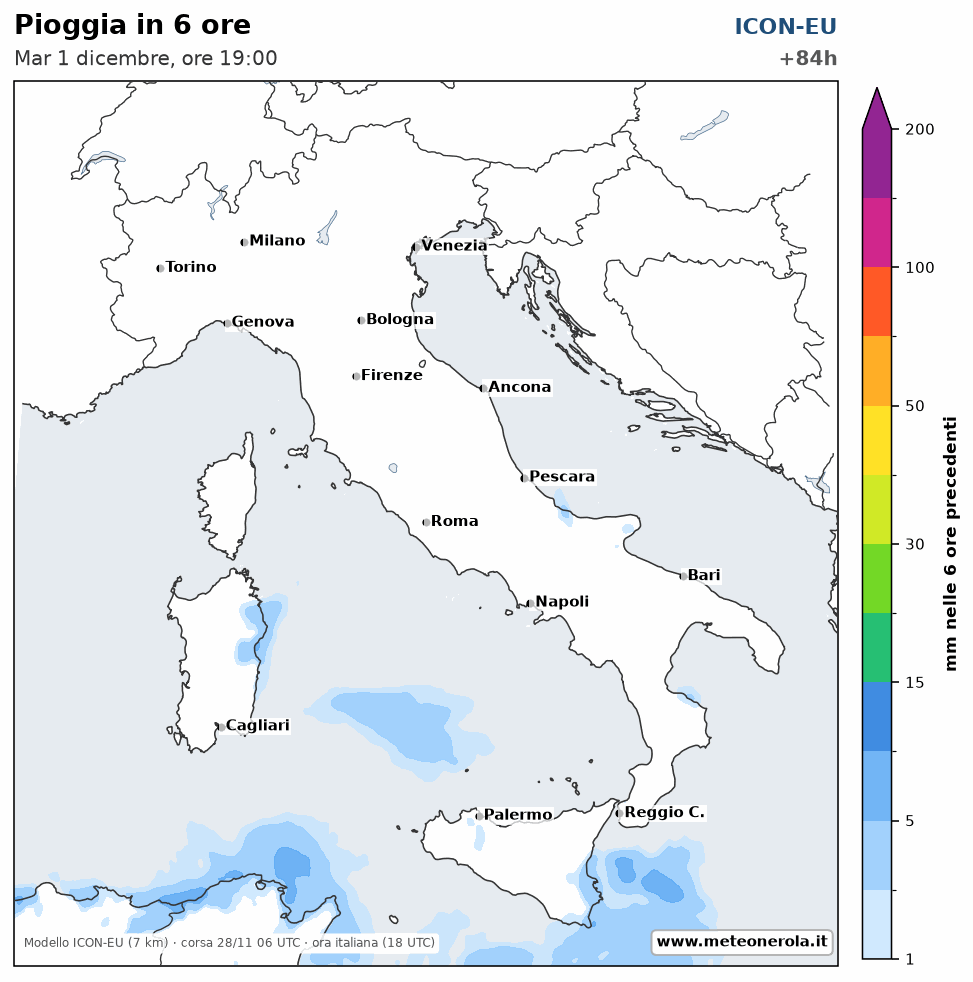 Pioggia in 6 ore
ICON-EU
Mar 1 dicembre, ore 19:00
+84h
200
100
50
30
15
5
1
mm nelle 6 ore precedenti
Milano
Venezia
Torino
Genova
Bologna
Firenze
Ancona
Pescara
Roma
Bari
Napoli
Cagliari
Palermo
Reggio C.
Modello ICON-EU (7 km) · corsa 28/11 06 UTC · ora italiana (18 UTC)
www.meteonerola.it